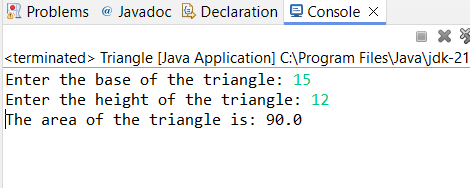 Problems Javadoc Declaration Console
<terminated> Triangle [Java Application] C:\Program Files\Java\jdk-21
Enter the base of the triangle: 15
Enter the height of the triangle: 12
The area of the triangle is: 90.0